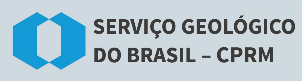 SERVIÇO GEOLÓGICO
DO BRASIL – CPRM